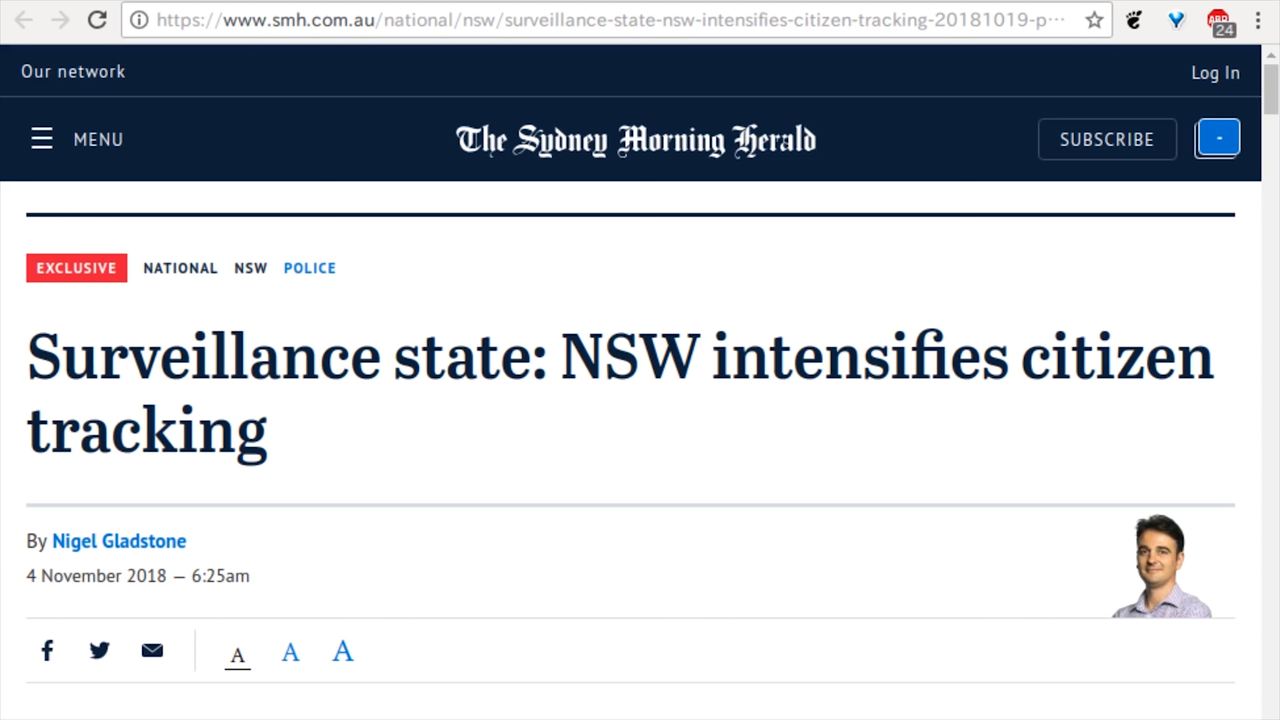 https://www.smh.com.au/national/nsw/surveillance-state-nsw-intensifies-citizen-tracking-20181019-p…
ABP
24
Our network
Log In
MENU
The Sydney Morning Herald
SUBSCRIBE
-
EXCLUSIVE NATIONAL NSW POLICE
Surveillance state: NSW intensifies citizen
tracking
By Nigel Gladstone
4 November 2018 — 6:25am
A A A